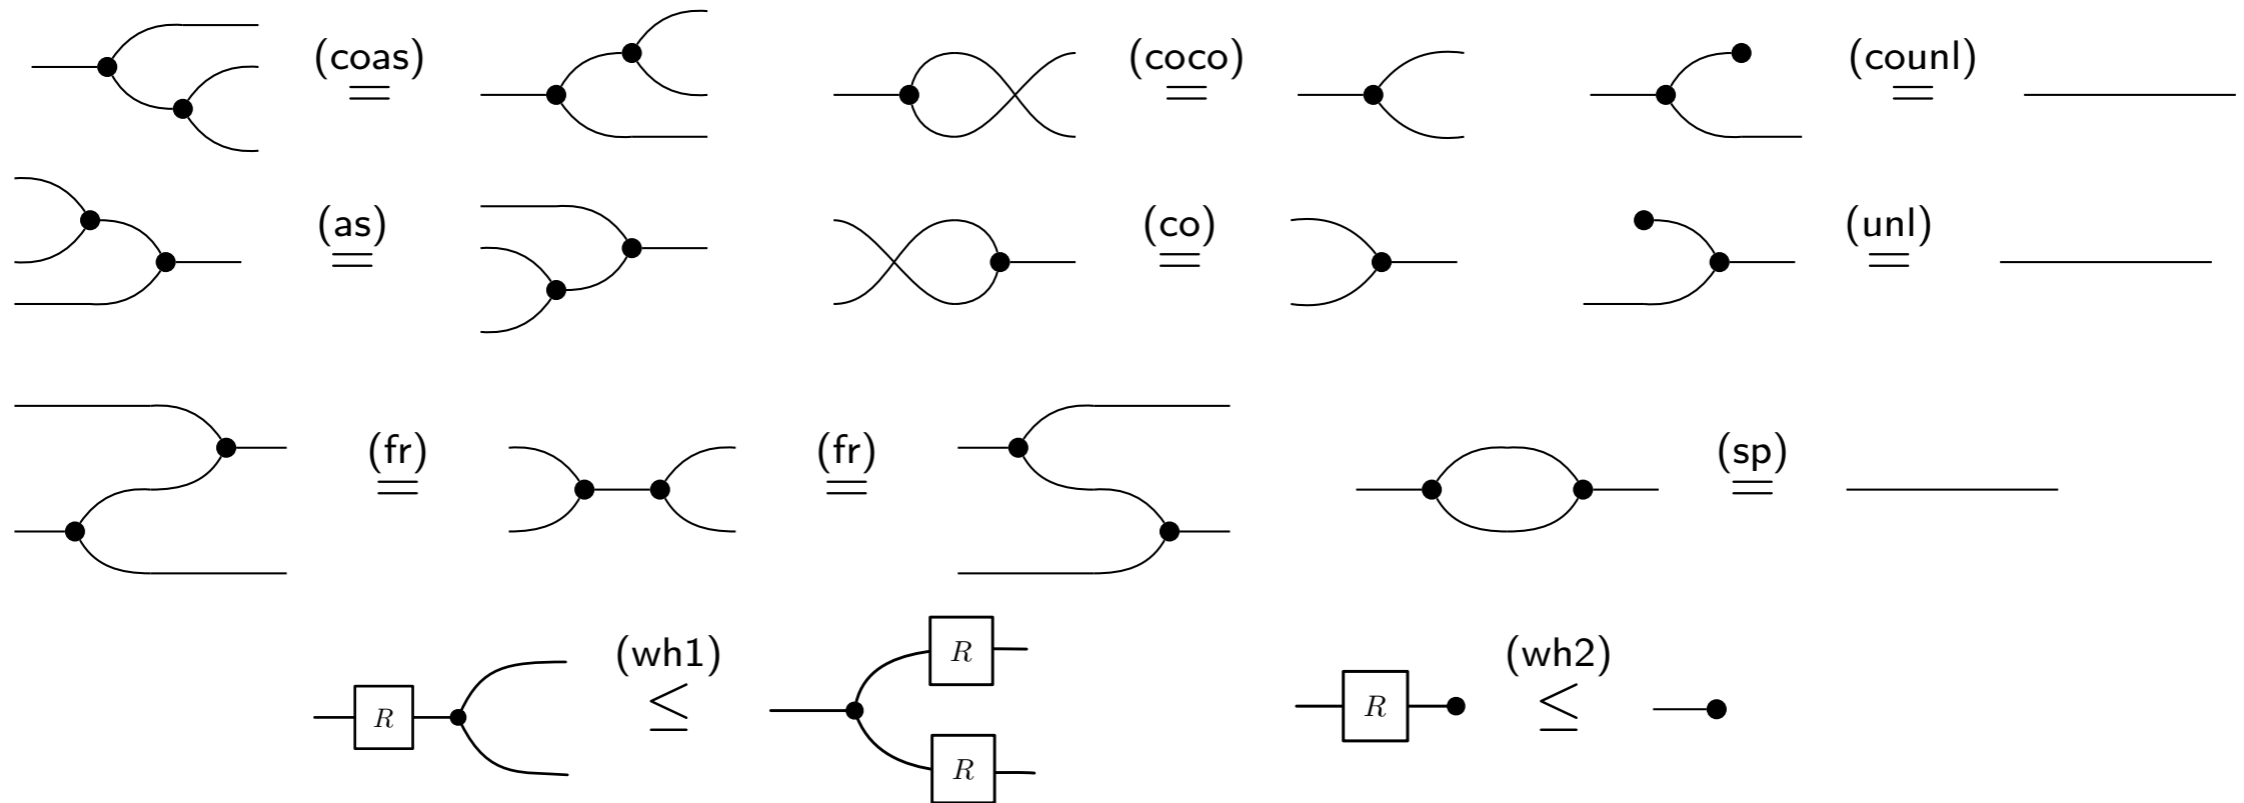 (coas) = (coco) = (counl) =
(as) = (co) = (unl) =
(fr) = (fr) = (sp) =
R (wh1) ≤ R R R (wh2) ≤